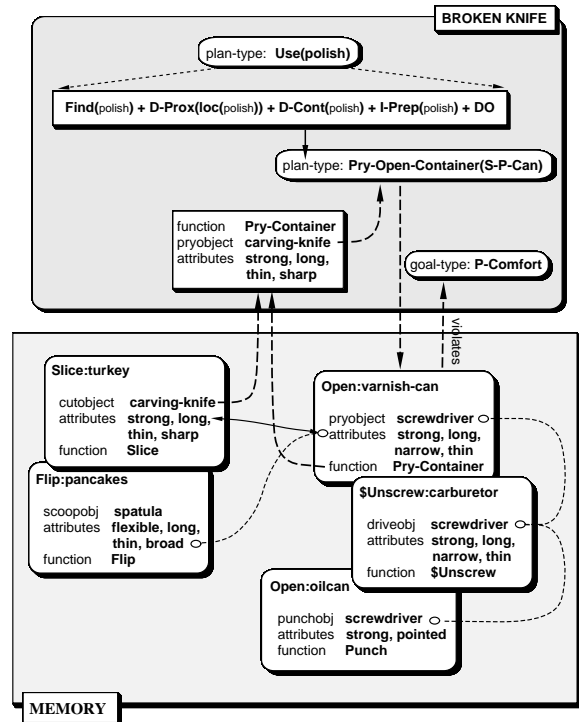 BROKEN KNIFE
plan-type: Use(polish)
Find(polish) + D-Prox(loc(polish)) + D-Cont(polish) + I-Prep(polish) + DO
plan-type: Pry-Open-Container(S-P-Can)
function Pry-Container
pryobject carving-knife
attributes strong, long,
thin, sharp
goal-type: P-Comfort
violates
Slice:turkey
cutobject carving-knife
attributes strong, long,
thin, sharp
function Slice
Open:varnish-can
pryobject screwdriver
attributes strong, long,
narrow, thin
function Pry-Container
Flip:pancakes
scoopobj spatula
attributes flexible, long,
thin, broad
function Flip
$Unscrew:carburetor
driveobj screwdriver
attributes strong, long,
narrow, thin
function $Unscrew
Open:oilcan
punchobj screwdriver
attributes strong, pointed
function Punch
MEMORY